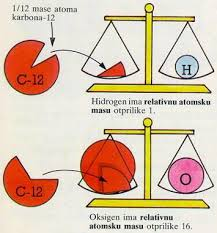 1/12 mase atoma
karbona-12
C-12
H
Hidrogen ima relativnu atomsku
masu otprilike 1.
C-12
O
Oksigen ima relativnu
atomsku masu otprilike 16.